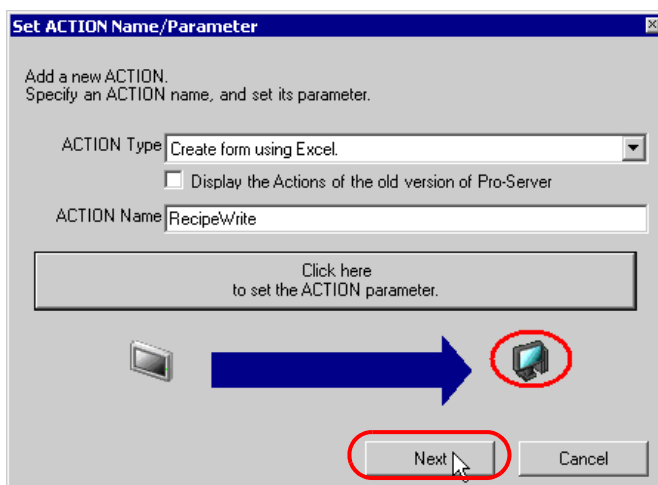 Set ACTION Name/Parameter
Add a new ACTION.
Specify an ACTION name, and set its parameter.
ACTION Type Create form using Excel.
Display the Actions of the old version of Pro-Server
ACTION Name RecipeWrite
Click here
to set the ACTION parameter.
Next Cancel